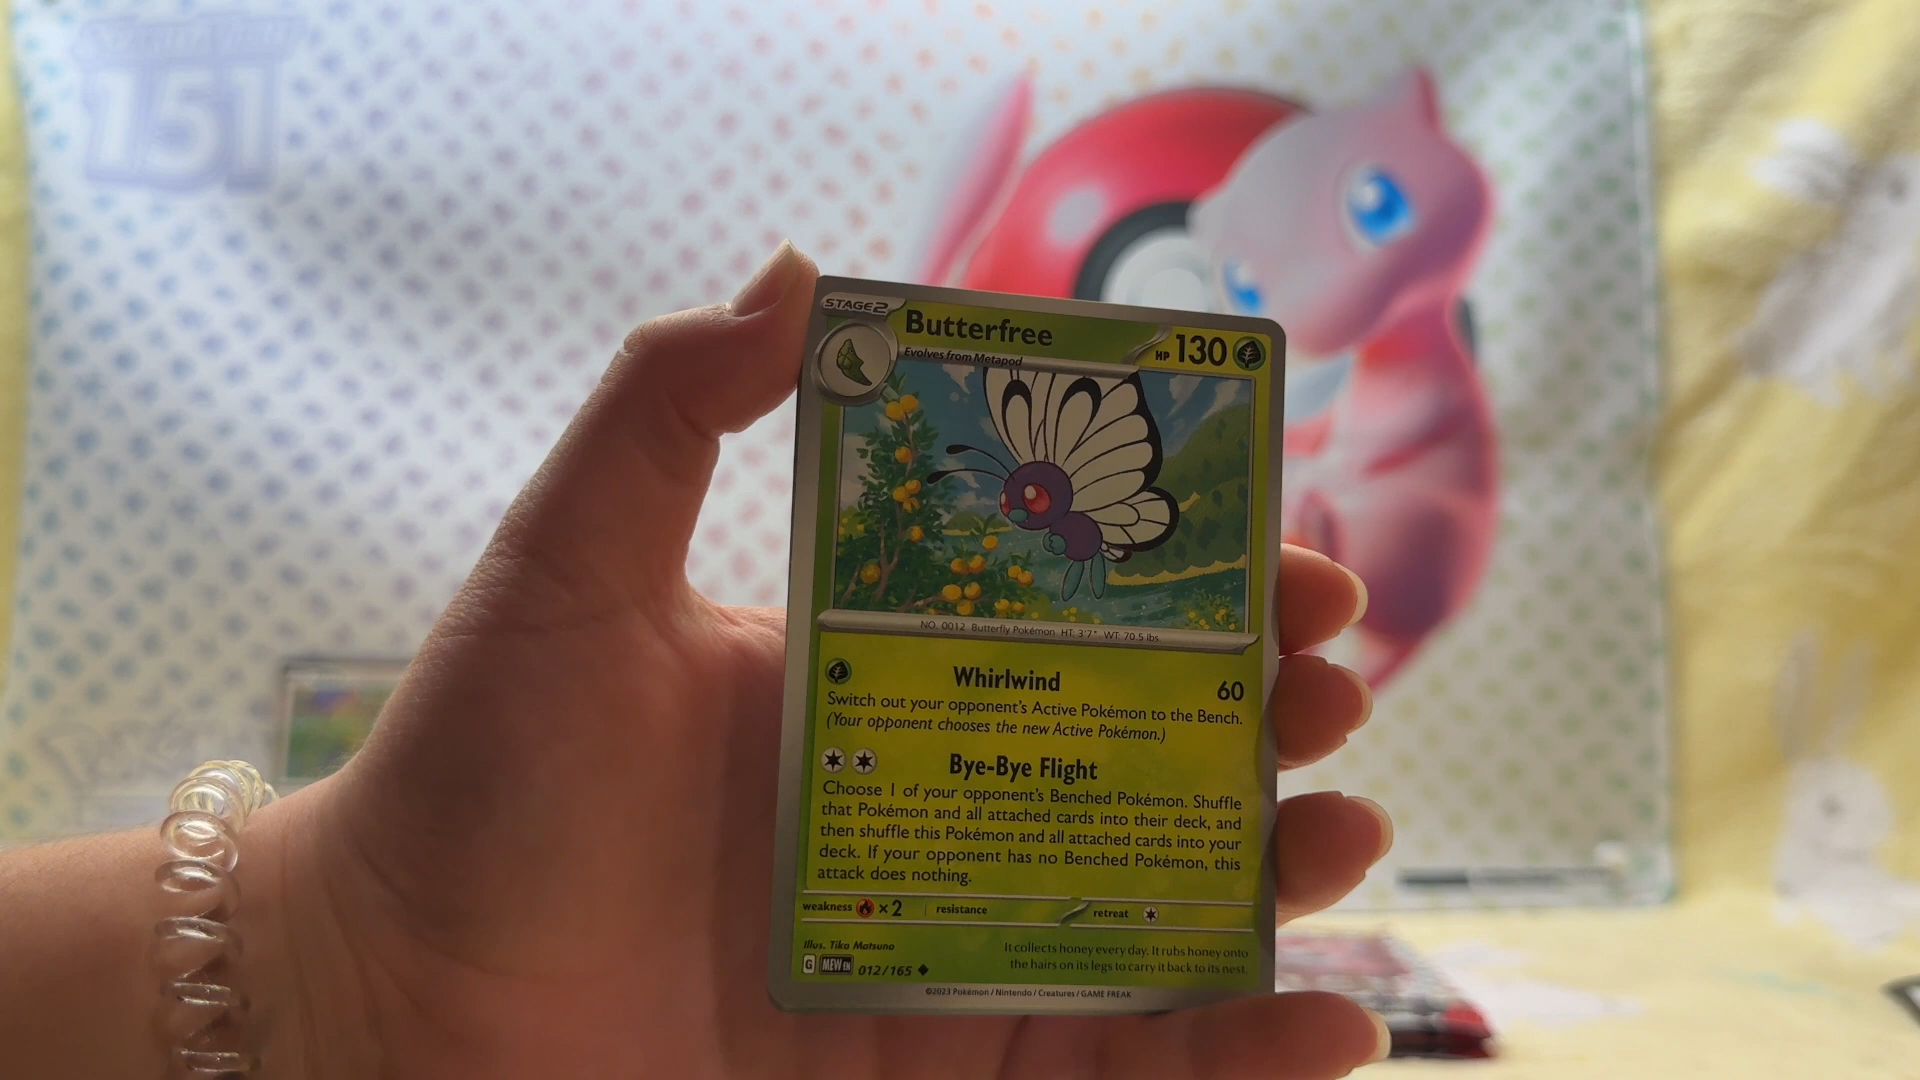 151
STAGE2
Butterfree
HP 130
Evolves from Metapod
NO. 0012 Butterfly Pokémon HT: 3'7" WT: 70.5 lbs.
Whirlwind 60
Switch out your opponent's Active Pokémon to the Bench.
(Your opponent chooses the new Active Pokémon.)
Bye-Bye Flight
Choose 1 of your opponent's Benched Pokémon. Shuffle
that Pokémon and all attached cards into their deck, and
then shuffle this Pokémon and all attached cards into your
deck. If your opponent has no Benched Pokémon, this
attack does nothing.
weakness ×2 resistance retreat
Illus. Tika Matsuno
It collects honey every day. It rubs honey onto
the hairs on its legs to carry it back to its nest.
G MEW EN 012/165
©2023 Pokémon / Nintendo / Creatures / GAME FREAK